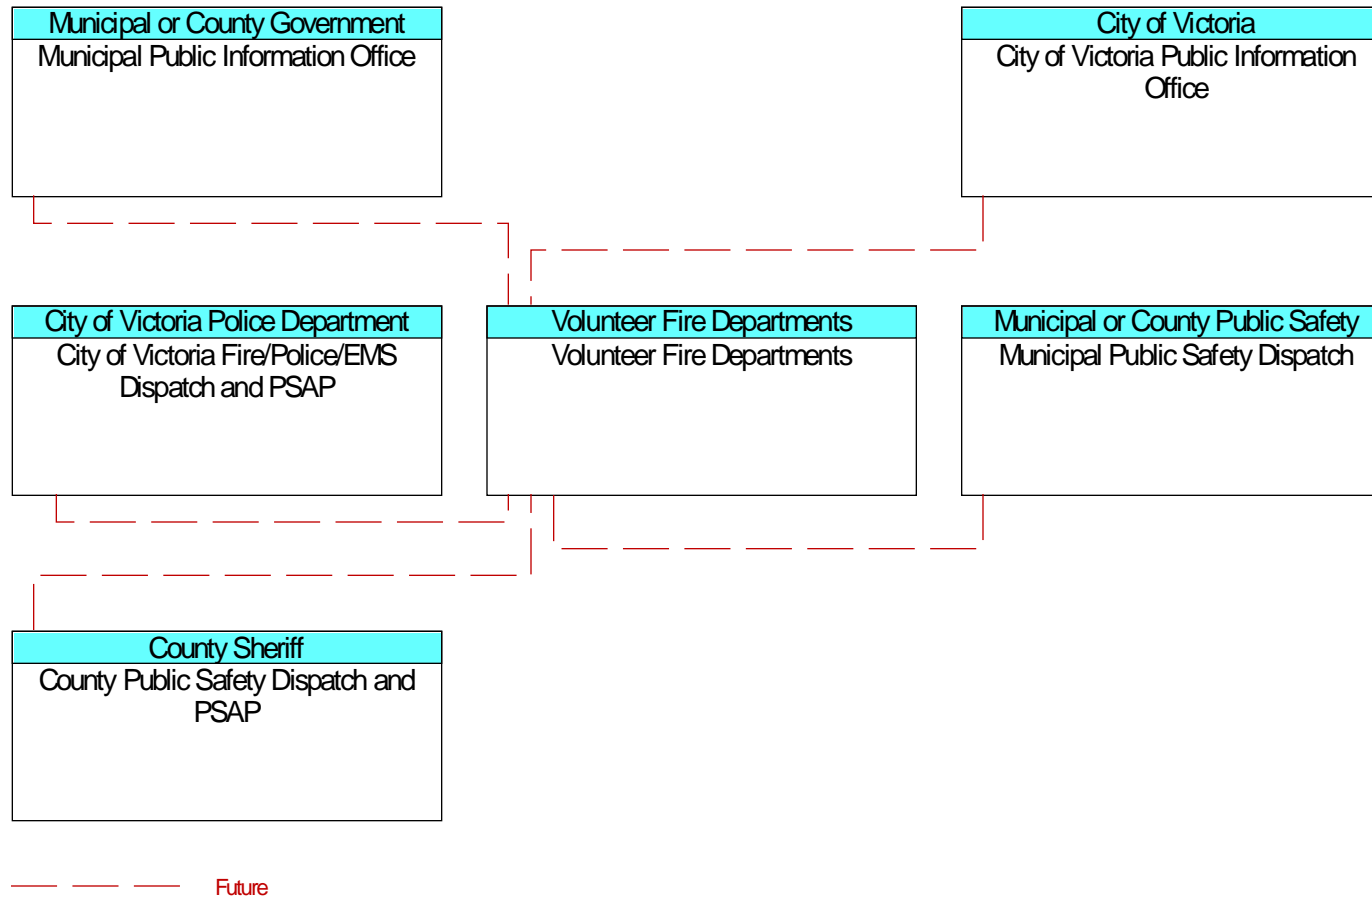 Municipal or County Government
Municipal Public Information Office
City of Victoria
City of Victoria Public Information
Office
City of Victoria Police Department
City of Victoria Fire/Police/EMS
Dispatch and PSAP
Volunteer Fire Departments
Volunteer Fire Departments
Municipal or County Public Safety
Municipal Public Safety Dispatch
County Sheriff
County Public Safety Dispatch and
PSAP
Future